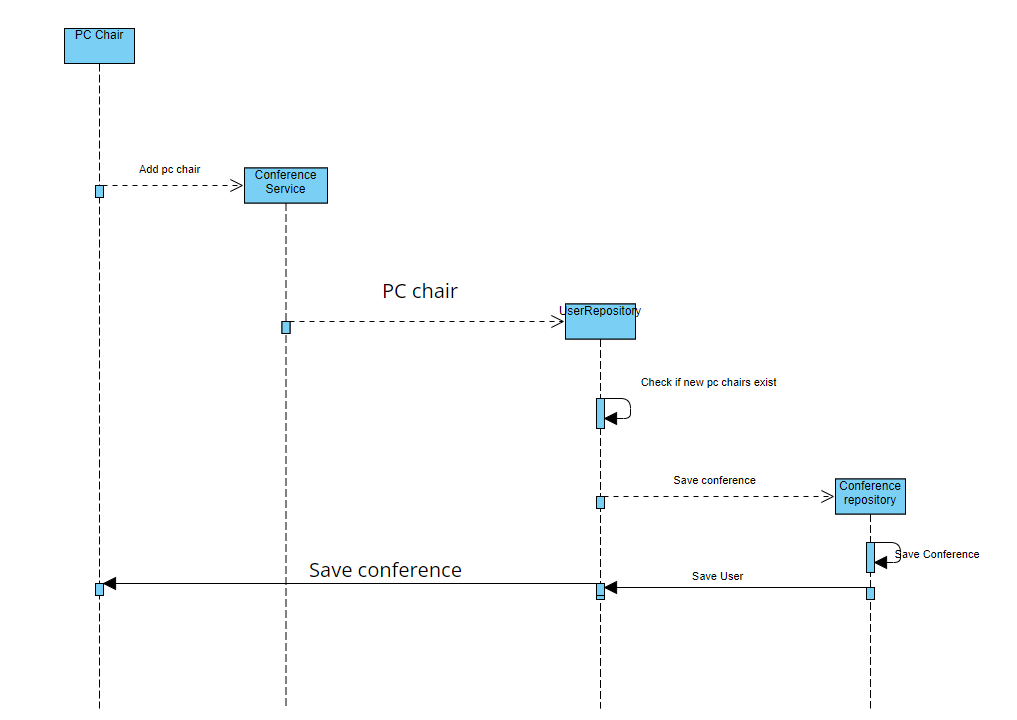 PC Chair
Add pc chair
Conference
Service
PC chair
UserRepository
Check if new pc chairs exist
Save conference
Conference
repository
Save Conference
Save conference
Save User